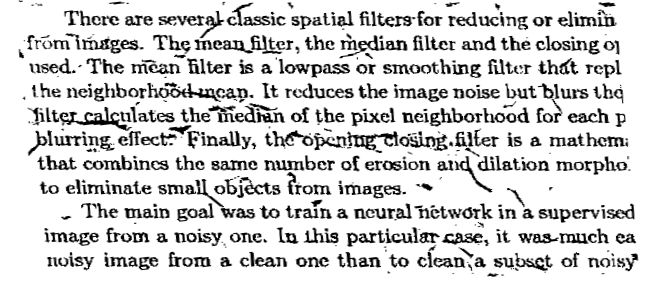 There are several classic spatial filters for reducing or elimin
from images. The mean filter, the median filter and the closing o
used. The mean filter is a lowpass or smoothing filter that repl
the neighborhood mean. It reduces the image noise but blurs the
filter calculates the median of the pixel neighborhood for each p
blurring effect. Finally, the opening closing filter is a mathem
that combines the same number of erosion and dilation morpho
to eliminate small objects from images.
The main goal was to train a neural network in a supervised
image from a noisy one. In this particular case, it was much ea
noisy image from a clean one than to clean a subset of noisy